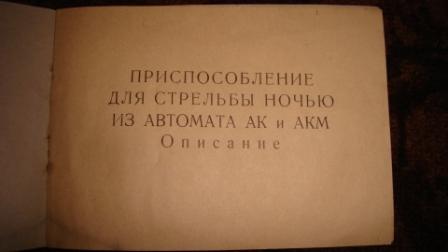 ПРИСПОСОБЛЕНИЕ
ДЛЯ СТРЕЛЬБЫ НОЧЬЮ
ИЗ АВТОМАТА АК и АКМ
Описание